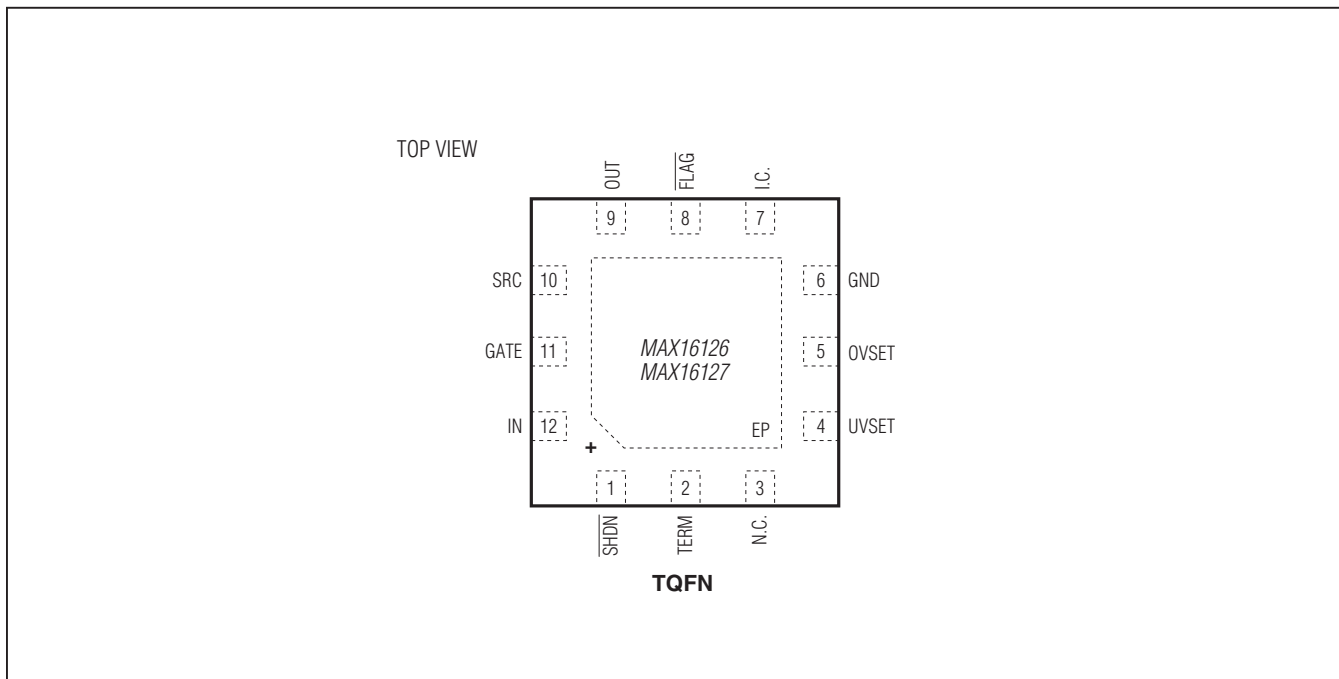 TOP VIEW
OUT
FLAG
I.C.
9
8
7
SRC 10
6 GND
GATE 11
MAX16126
MAX16127
5 OVSET
IN 12
EP
4 UVSET
+
1
2
3
SHDN
TERM
N.C.
TQFN